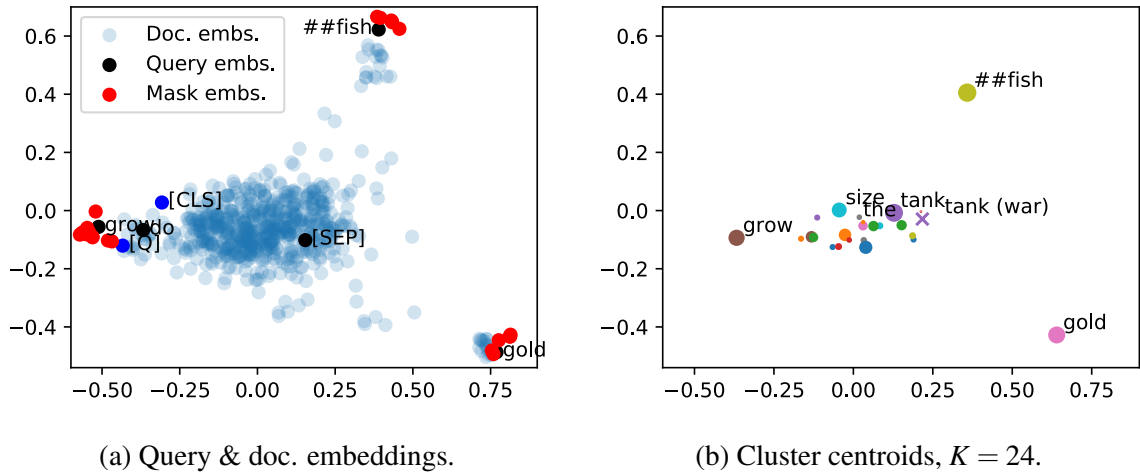 Doc. embs.
Query embs.
Mask embs.
##fish
[CLS]
grow
do
[Q]
[SEP]
gold
0.6
0.4
0.2
0.0
−0.2
−0.4
−0.50
−0.25
0.00
0.25
0.50
0.75
(a) Query & doc. embeddings.
##fish
size
the
tank
tank (war)
grow
gold
0.6
0.4
0.2
0.0
−0.2
−0.4
−0.50
−0.25
0.00
0.25
0.50
0.75
(b) Cluster centroids, K = 24.